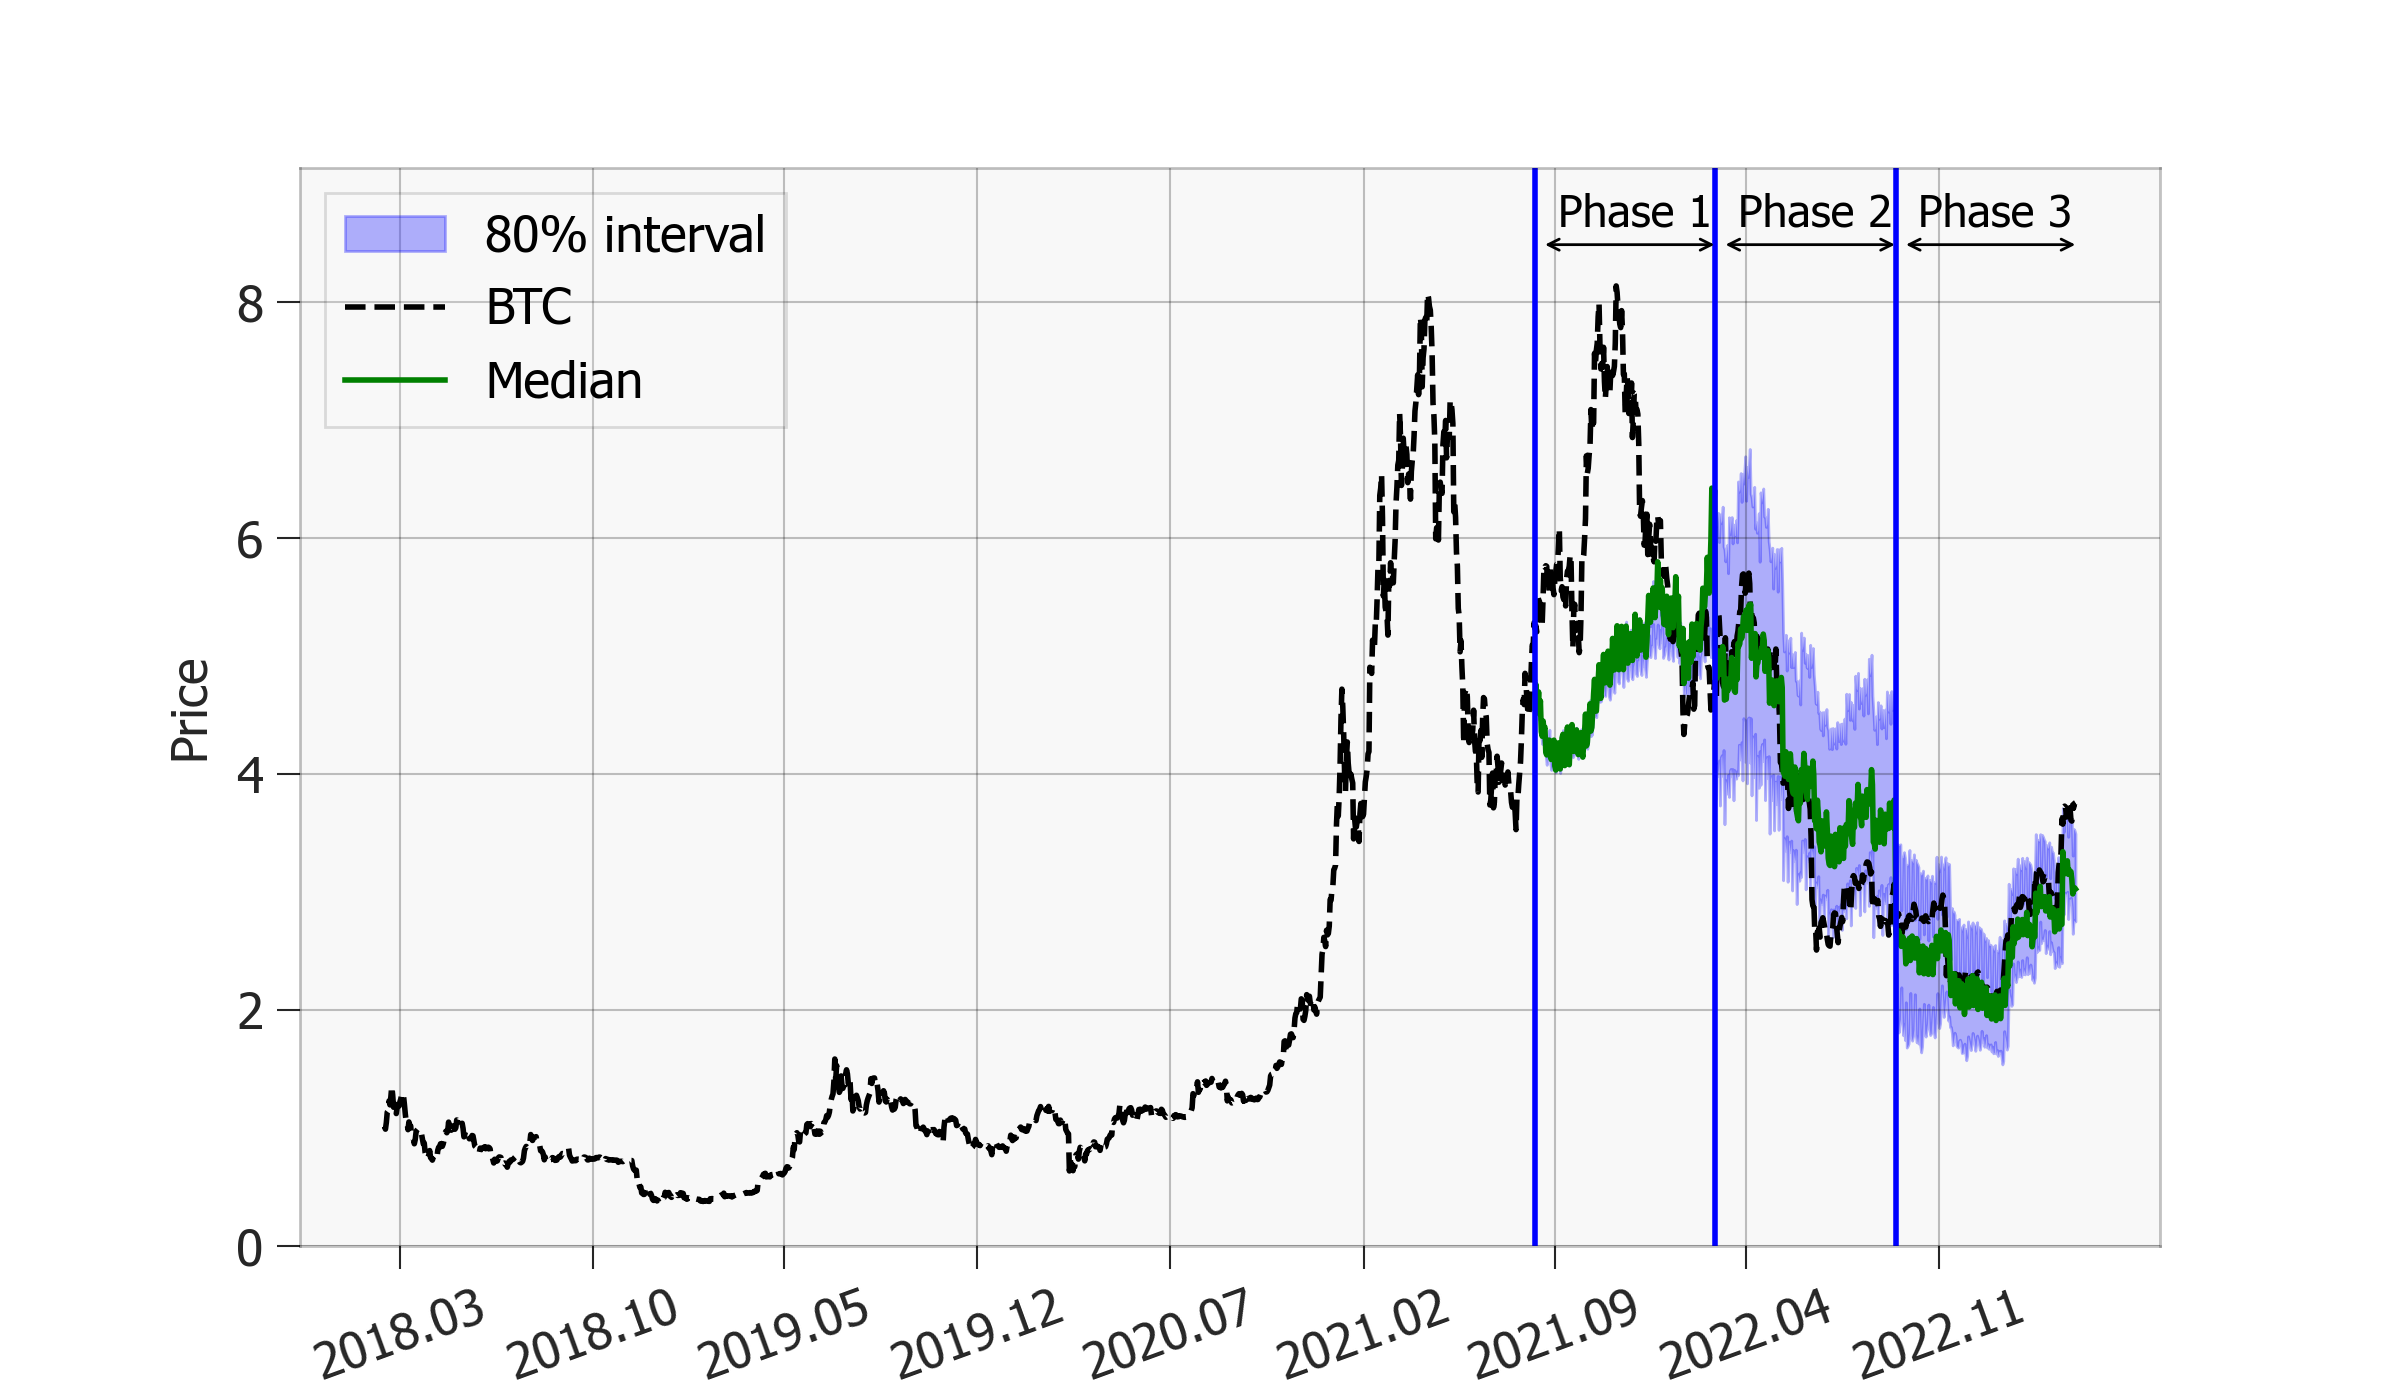 Phase 1
Phase 2
Phase 3
80% interval
BTC
Median
8
6
4
2
0
Price
2018.03
2018.10
2019.05
2019.12
2020.07
2021.02
2021.09
2022.04
2022.11